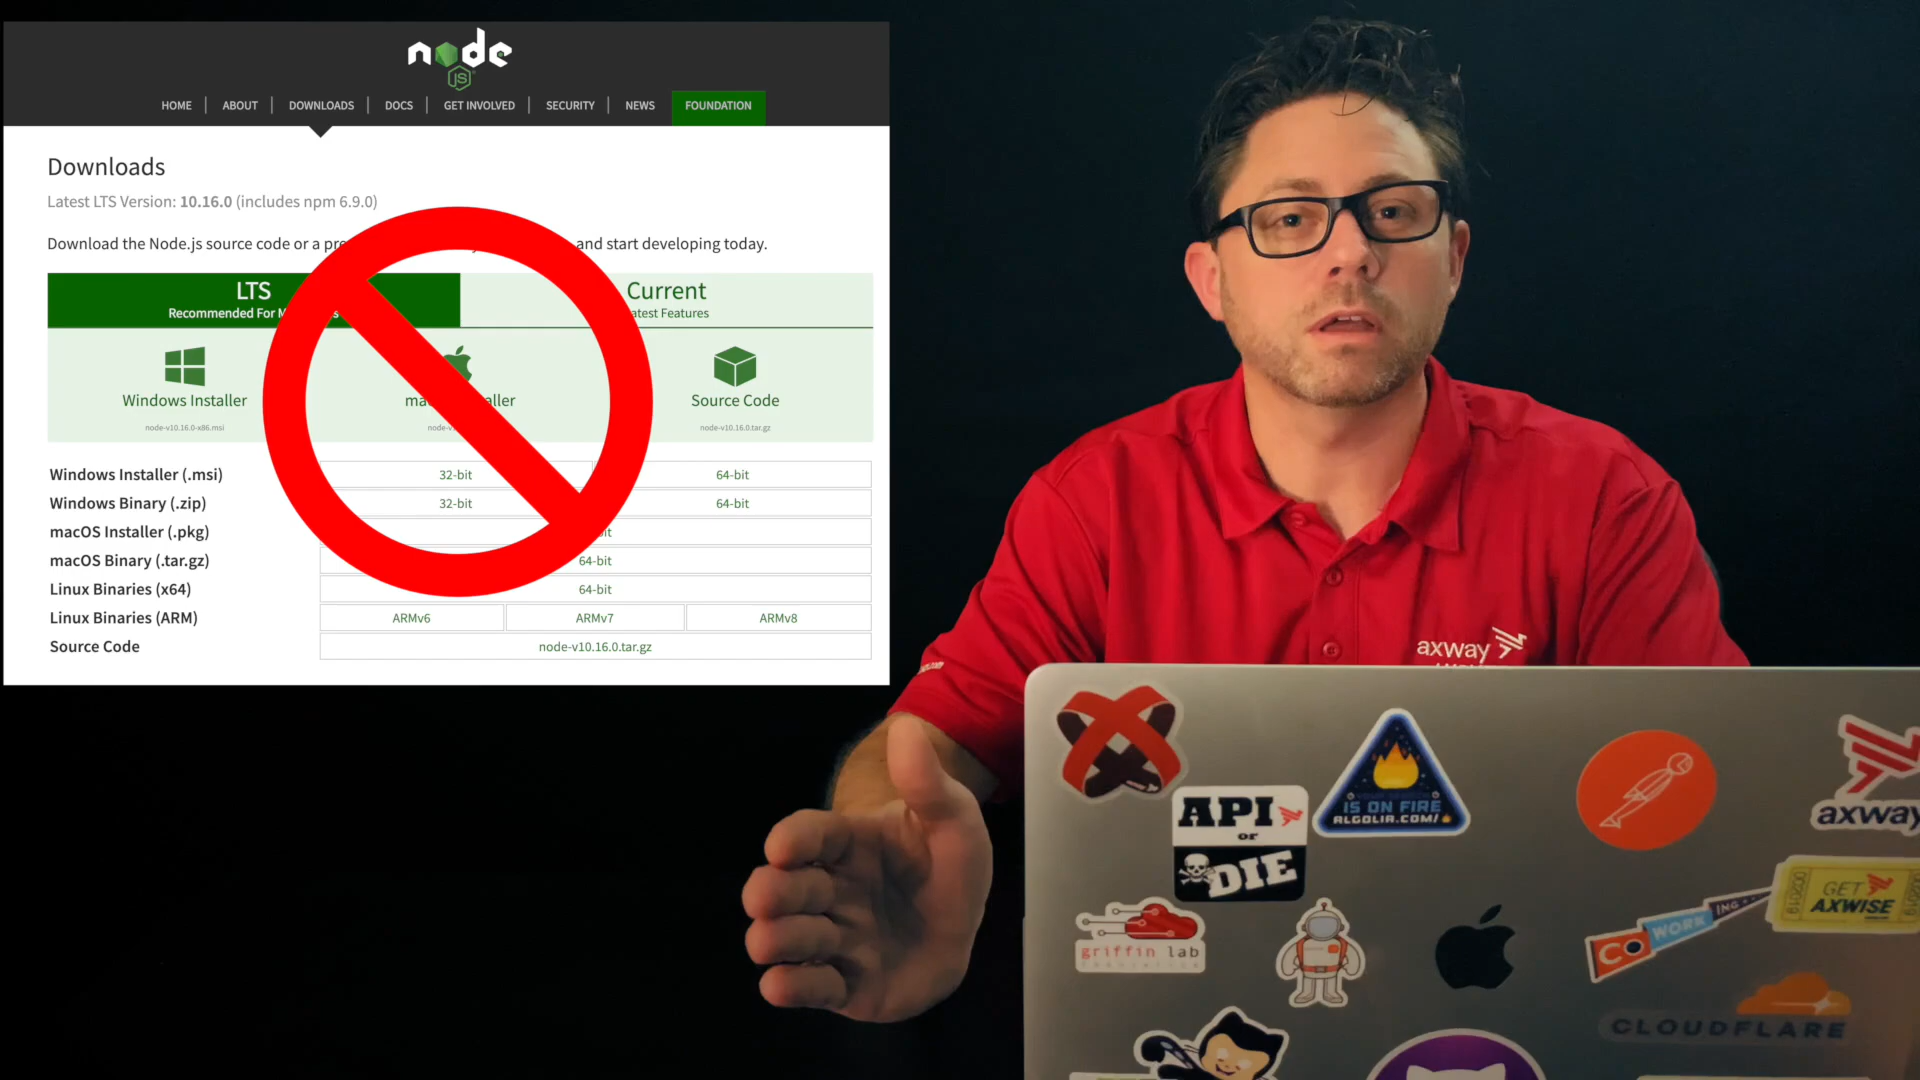 node
JS
HOME
ABOUT
DOWNLOADS
DOCS
GET INVOLVED
SECURITY
NEWS
FOUNDATION
Downloads
Latest LTS Version: 10.16.0 (includes npm 6.9.0)
Download the Node.js source code or a and start developing today.
LTS
Recommended For
Current
Latest Features
Windows Installer
node-v10.16.0-x86.msi
Source Code
node-v10.16.0.tar.gz
Windows Installer (.msi)
32-bit
64-bit
Windows Binary (.zip)
32-bit
64-bit
macOS Installer (.pkg)
macOS Binary (.tar.gz)
64-bit
Linux Binaries (x64)
64-bit
Linux Binaries (ARM)
ARMv6
ARMv7
ARMv8
Source Code
node-v10.16.0.tar.gz
axway
API
or
DIE
IS ON FIRE
ALGOLIA.COM/
axway
GET
AXWISE
CO
WORK
ING
griffin lab
CLOUDFLARE